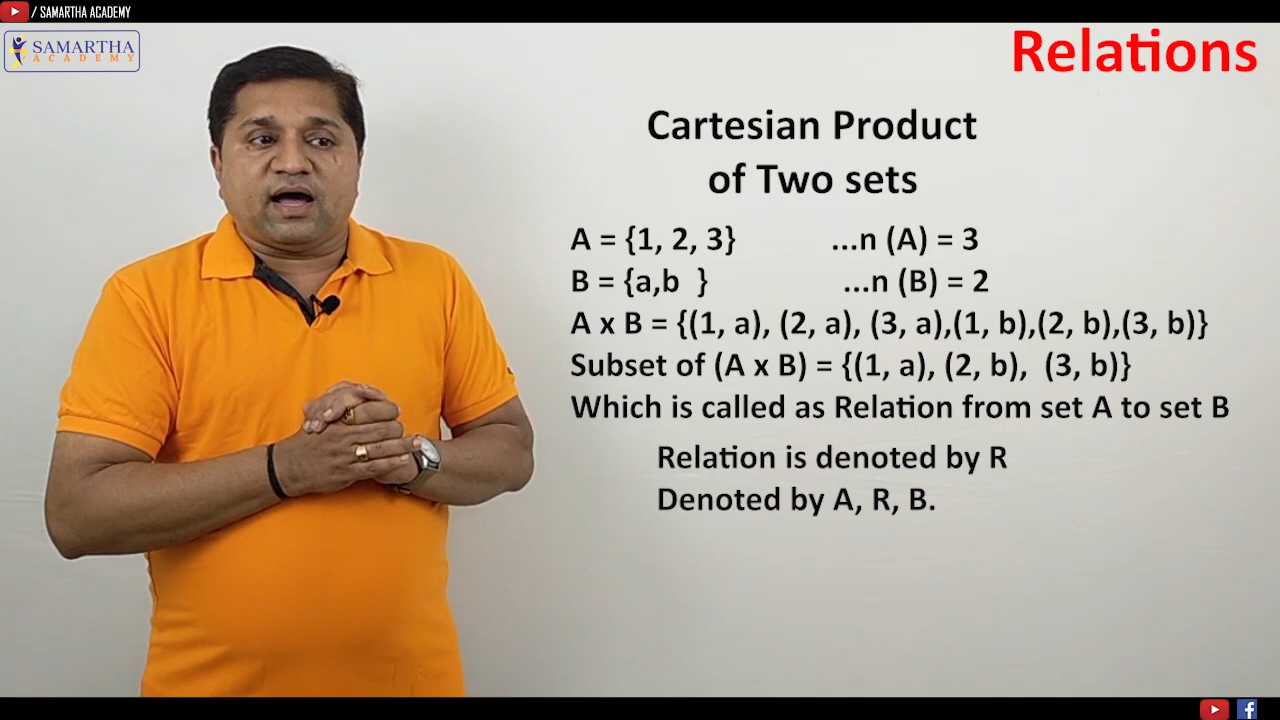 / SAMARTHA ACADEMY
SAMARTHA
ACADEMY
Relations
Cartesian Product
of Two sets
A = {1, 2, 3} ...n (A) = 3
B = {a,b } ...n (B) = 2
A x B = {(1, a), (2, a), (3, a),(1, b),(2, b),(3, b)}
Subset of (A x B) = {(1, a), (2, b), (3, b)}
Which is called as Relation from set A to set B
Relation is denoted by R
Denoted by A, R, B.